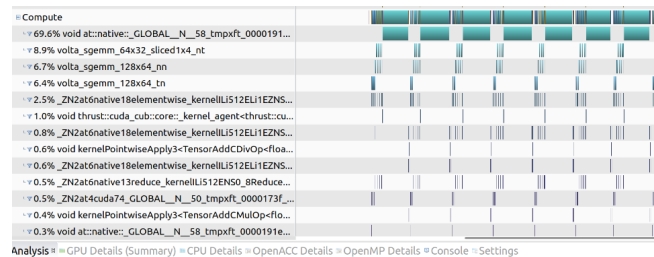 Compute
69.6% void at::native::_GLOBAL__N__58_tmpxft_0000191...
8.9% volta_sgemm_64x32_sliced1x4_nt
6.7% volta_sgemm_128x64_nn
6.4% volta_sgemm_128x64_tn
2.5% _ZN2at6native18elementwise_kernelILi512ELi1EZNS...
1.0% void thrust::cuda_cub::core::_kernel_agent<thrust::cu...
0.8% _ZN2at6native18elementwise_kernelILi512ELi1EZNS...
0.6% void kernelPointwiseApply3<TensorAddCDivOp<floa...
0.6% _ZN2at6native18elementwise_kernelILi512ELi1EZNS...
0.5% _ZN2at6native13reduce_kernelILi512ENS0_8Reduce...
0.5% _ZN2at4cuda74_GLOBAL__N__50_tmpxft_0000173f_...
0.4% void kernelPointwiseApply3<TensorAddCMulOp<flo...
0.3% void at::native::_GLOBAL__N__58_tmpxft_0000191e...
Analysis GPU Details (Summary) CPU Details OpenACC Details OpenMP Details Console Settings